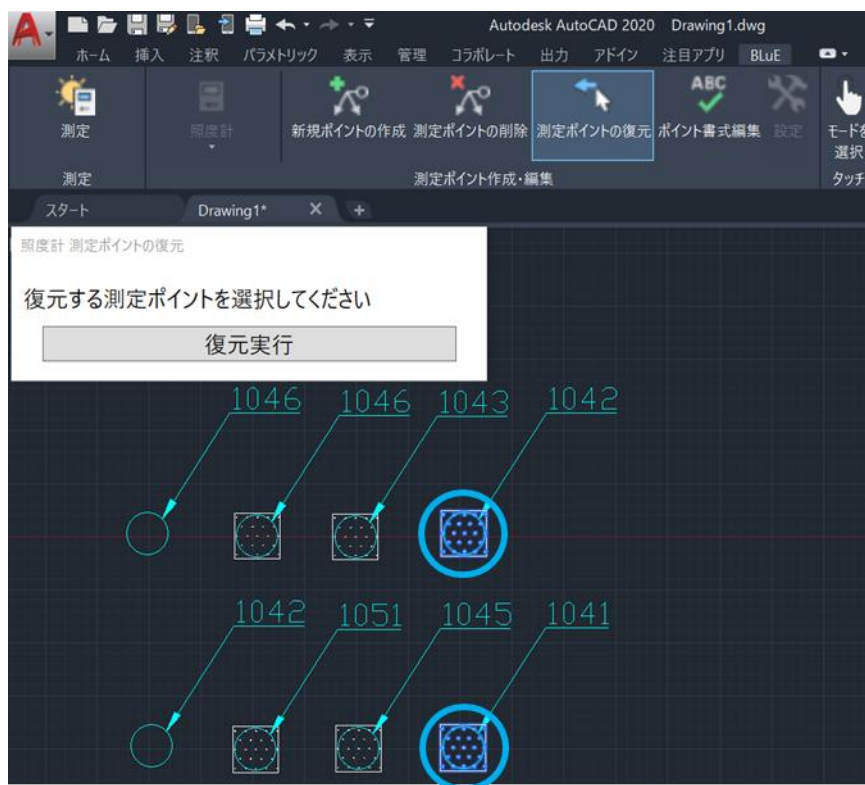 Autodesk AutoCAD 2020 Drawing1.dwg
ホーム 挿入 注釈 パラメトリック 表示 管理 コラボレート 出力 アドイン 注目アプリ BLuE
測定 照度計 新規ポイントの作成 測定ポイントの削除 測定ポイントの復元 ポイント書式編集 設定 モードを
選択
測定 測定ポイント作成・編集 タッチ
スタート Drawing1*
照度計 測定ポイントの復元
復元する測定ポイントを選択してください
復元実行
1046 1046 1043 1042
1042 1051 1045 1041